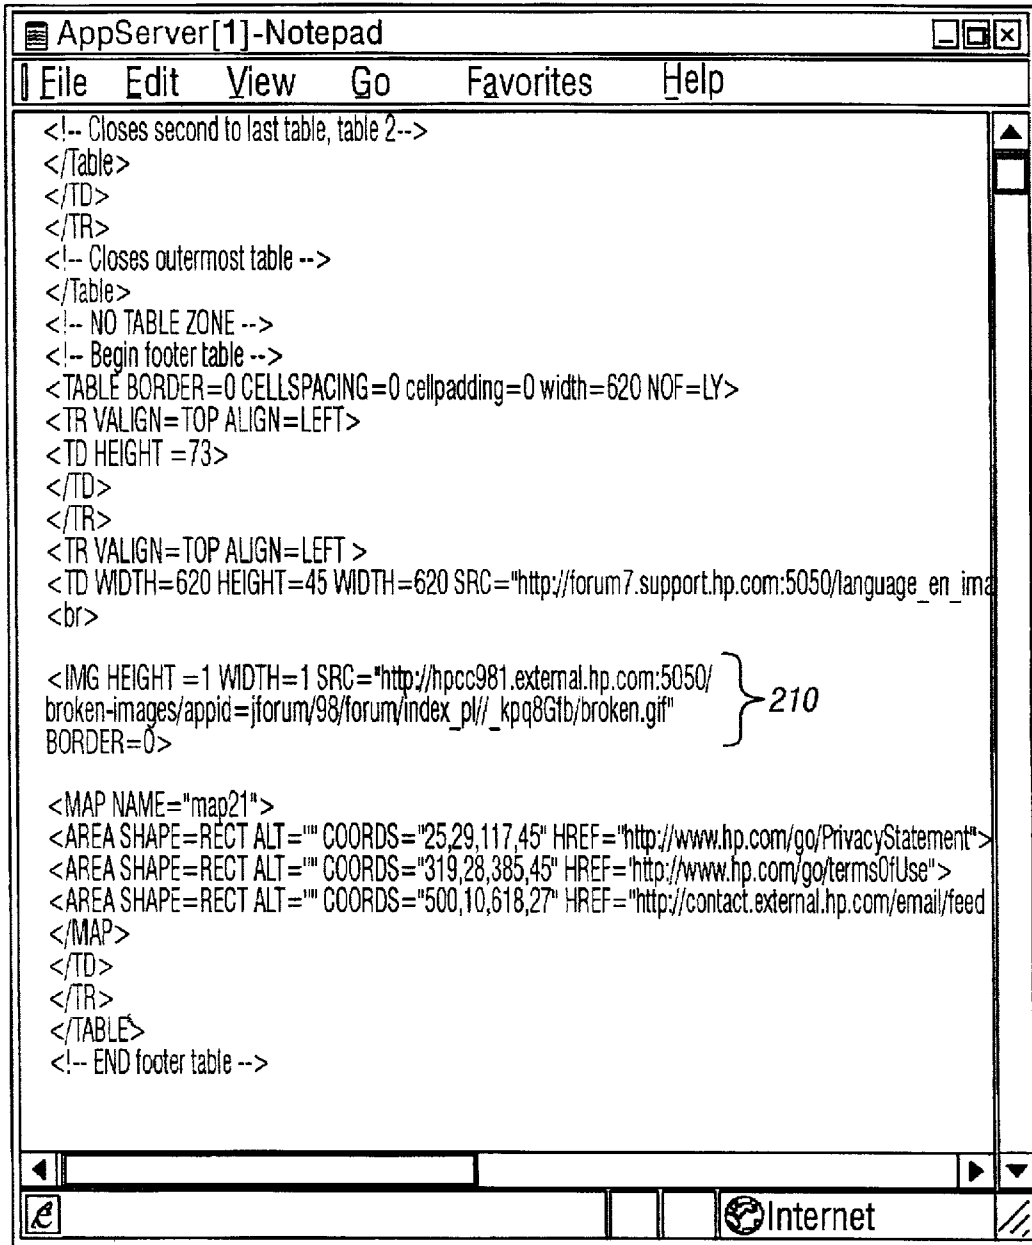 AppServer[1]-Notepad
File Edit View Go Favorites Help
<!-- Closes second to last table, table 2-->
</Table>
</TD>
</TR>
<!-- Closes outermost table -->
</Table>
<!-- NO TABLE ZONE -->
<!-- Begin footer table -->
<TABLE BORDER=0 CELLSPACING=0 cellpadding=0 width=620 NOF=LY>
<TR VALIGN=TOP ALIGN=LEFT>
<TD HEIGHT =73>
</TD>
</TR>
<TR VALIGN=TOP ALIGN=LEFT >
<TD WIDTH=620 HEIGHT=45 WIDTH=620 SRC="http://forum7.support.hp.com:5050/language_en_ima
<br>
<IMG HEIGHT =1 WIDTH=1 SRC="http://hpcc981.external.hp.com:5050/
broken-images/appid=jforum/98/forum/index_pl//_kpq8Gfb/broken.gif"
BORDER=0>
210
<MAP NAME="map21">
<AREA SHAPE=RECT ALT="" COORDS="25,29,117,45" HREF="http://www.hp.com/go/PrivacyStatement">
<AREA SHAPE=RECT ALT="" COORDS="319,28,385,45" HREF="http://www.hp.com/go/termsOfUse">
<AREA SHAPE=RECT ALT="" COORDS="500,10,618,27" HREF="http://contact.external.hp.com/email/feed
</MAP>
</TD>
</TR>
</TABLE>
<!-- END footer table -->
Internet